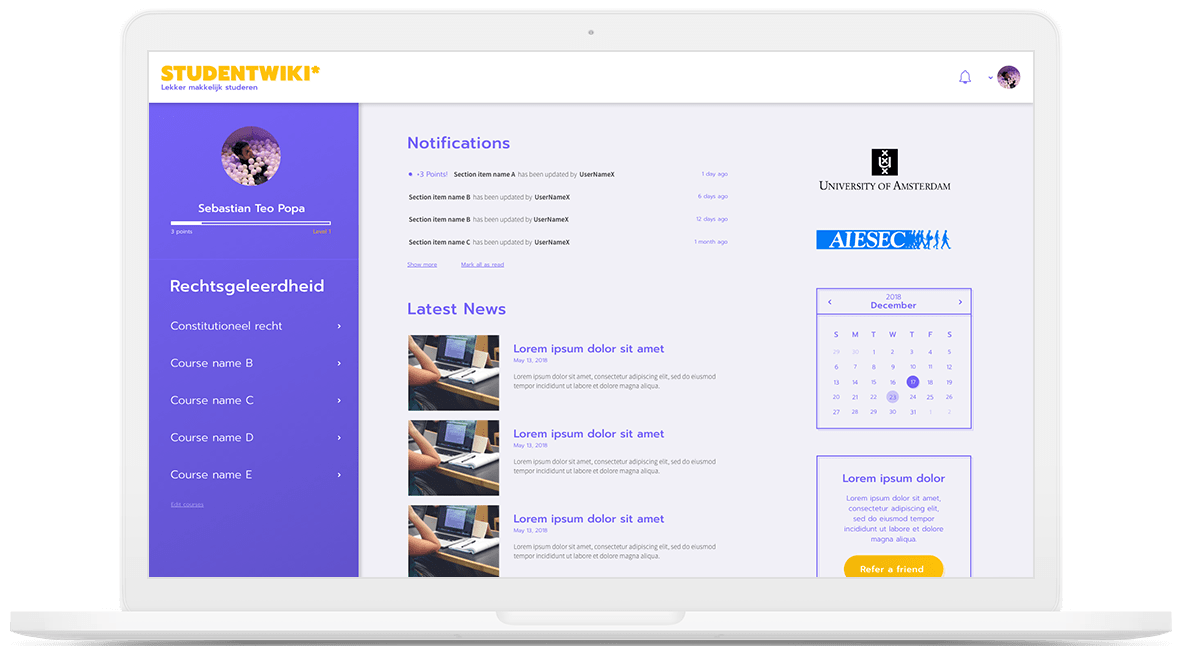 STUDENTWIKI*
Lekker makkelijk studeren
Sebastian Teo Popa
3 points Level 1
Rechtsgeleerdheid
Constitutioneel recht ›
Course name B ›
Course name C ›
Course name D ›
Course name E ›
Edit courses
Notifications
+3 Points! Section item name A has been updated by UserNameX 1 day ago
Section item name B has been updated by UserNameX 6 days ago
Section item name B has been updated by UserNameX 12 days ago
Section item name C has been updated by UserNameX 1 month ago
Show more Mark all as read
Latest News
Lorem ipsum dolor sit amet
May 13, 2018
Lorem ipsum dolor sit amet, consectetur adipiscing elit, sed do eiusmod
tempor incididunt ut labore et dolore magna aliqua.
Lorem ipsum dolor sit amet
May 13, 2018
Lorem ipsum dolor sit amet, consectetur adipiscing elit, sed do eiusmod
tempor incididunt ut labore et dolore magna aliqua.
Lorem ipsum dolor sit amet
May 13, 2018
Lorem ipsum dolor sit amet, consectetur adipiscing elit, sed do eiusmod
tempor incididunt ut labore et dolore magna aliqua.
X U X X
UNIVERSITY OF AMSTERDAM
AIESEC
2018
‹ December ›
S M T W T F S
29 30 1 2 3 4 5
6 7 8 9 10 11 12
13 14 15 16 17 18 19
20 21 22 23 24 25 26
27 28 29 30 31 1 2
Lorem ipsum dolor
Lorem ipsum dolor sit amet,
consectetur adipiscing elit,
sed do eiusmod tempor
incididunt ut labore et dolore
magna aliqua.
Refer a friend